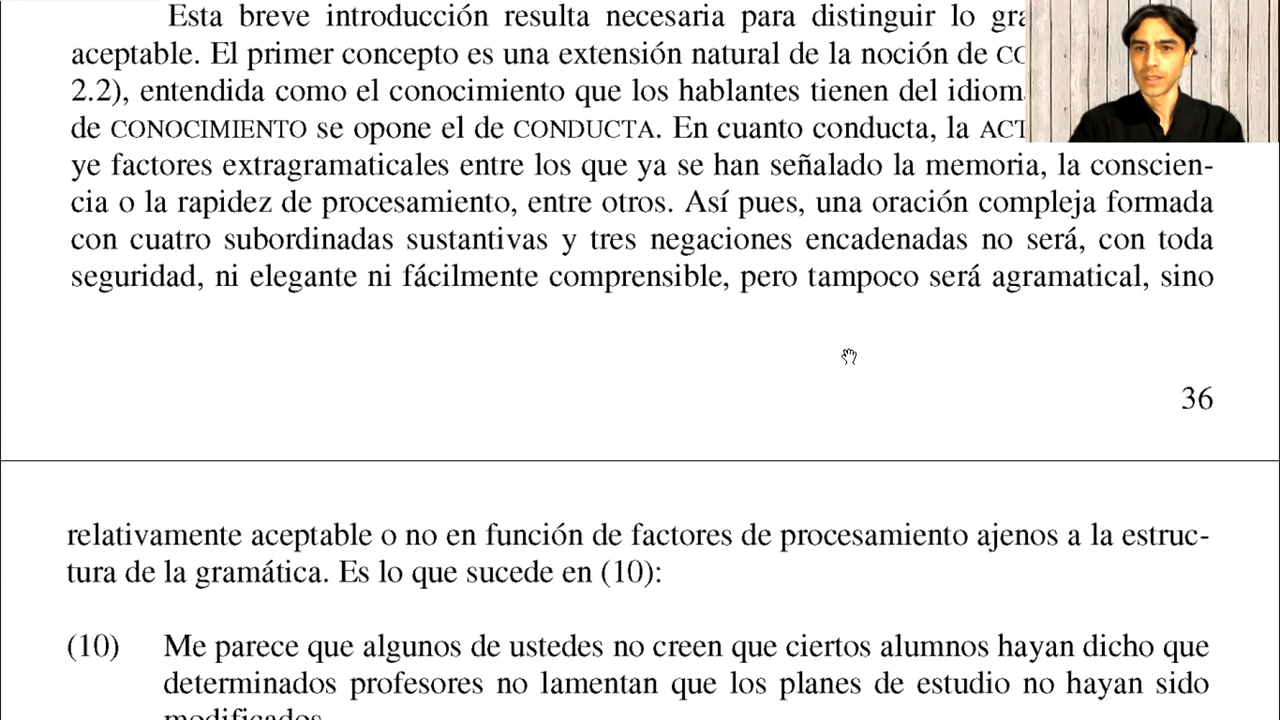 Esta breve introducción resulta necesaria para distinguir lo
aceptable. El primer concepto es una extensión natural de la noción de
2.2), entendida como el conocimiento que los hablantes tienen del
de CONOCIMIENTO se opone el de CONDUCTA. En cuanto conducta, la
ye factores extragramaticales entre los que ya se han señalado la memoria, la conscien-
cia o la rapidez de procesamiento, entre otros. Así pues, una oración compleja formada
con cuatro subordinadas sustantivas y tres negaciones encadenadas no será, con toda
seguridad, ni elegante ni fácilmente comprensible, pero tampoco será agramatical, sino
36
relativamente aceptable o no en función de factores de procesamiento ajenos a la estruc-
tura de la gramática. Es lo que sucede en (10):
(10) Me parece que algunos de ustedes no creen que ciertos alumnos hayan dicho que
determinados profesores no lamentan que los planes de estudio no hayan sido
modificados